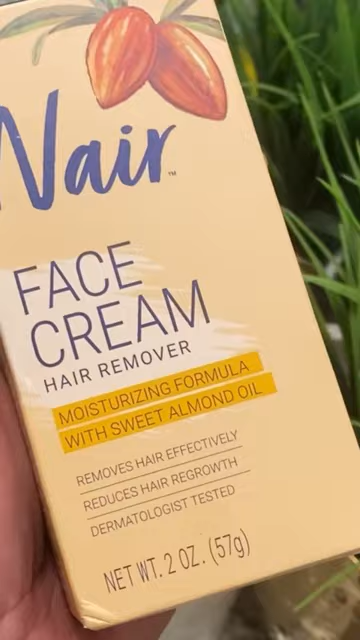 Nair™
FACE
CREAM
HAIR REMOVER
MOISTURIZING FORMULA
WITH SWEET ALMOND OIL
REMOVES HAIR EFFECTIVELY
REDUCES HAIR REGROWTH
DERMATOLOGIST TESTED
NET WT. 2 OZ. (57g)